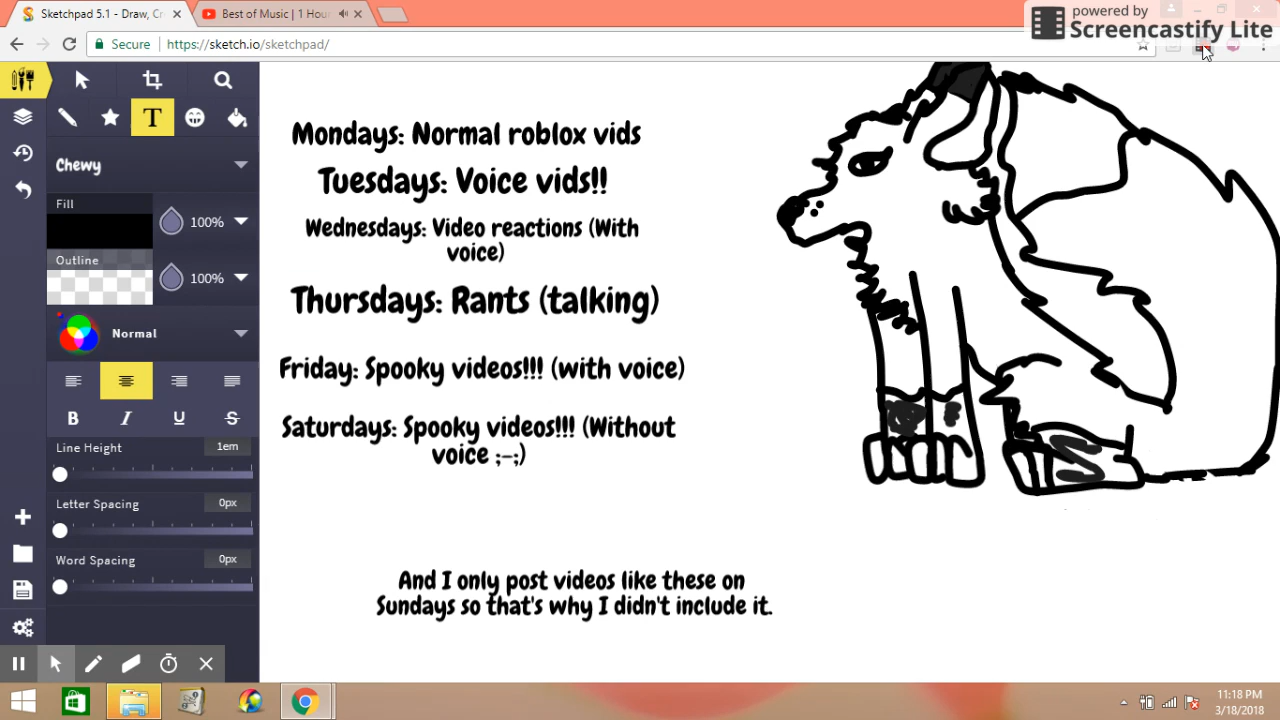 Sketchpad 5.1 - Draw, Cr
Best of Music | 1 Hour
powered by
Screencastify Lite
Secure
https://sketch.io/sketchpad/
Chewy
Fill
100%
Outline
100%
Normal
B I U S
Line Height
1em
Letter Spacing
0px
Word Spacing
0px
Mondays: Normal roblox vids
Tuesdays: Voice vids!!
Wednesdays: Video reactions (With
voice)
Thursdays: Rants (talking)
Friday: Spooky videos!!! (with voice)
Saturdays: Spooky videos!!! (Without
voice ;-;)
And I only post videos like these on
Sundays so that's why I didn't include it.
11:18 PM
3/18/2018